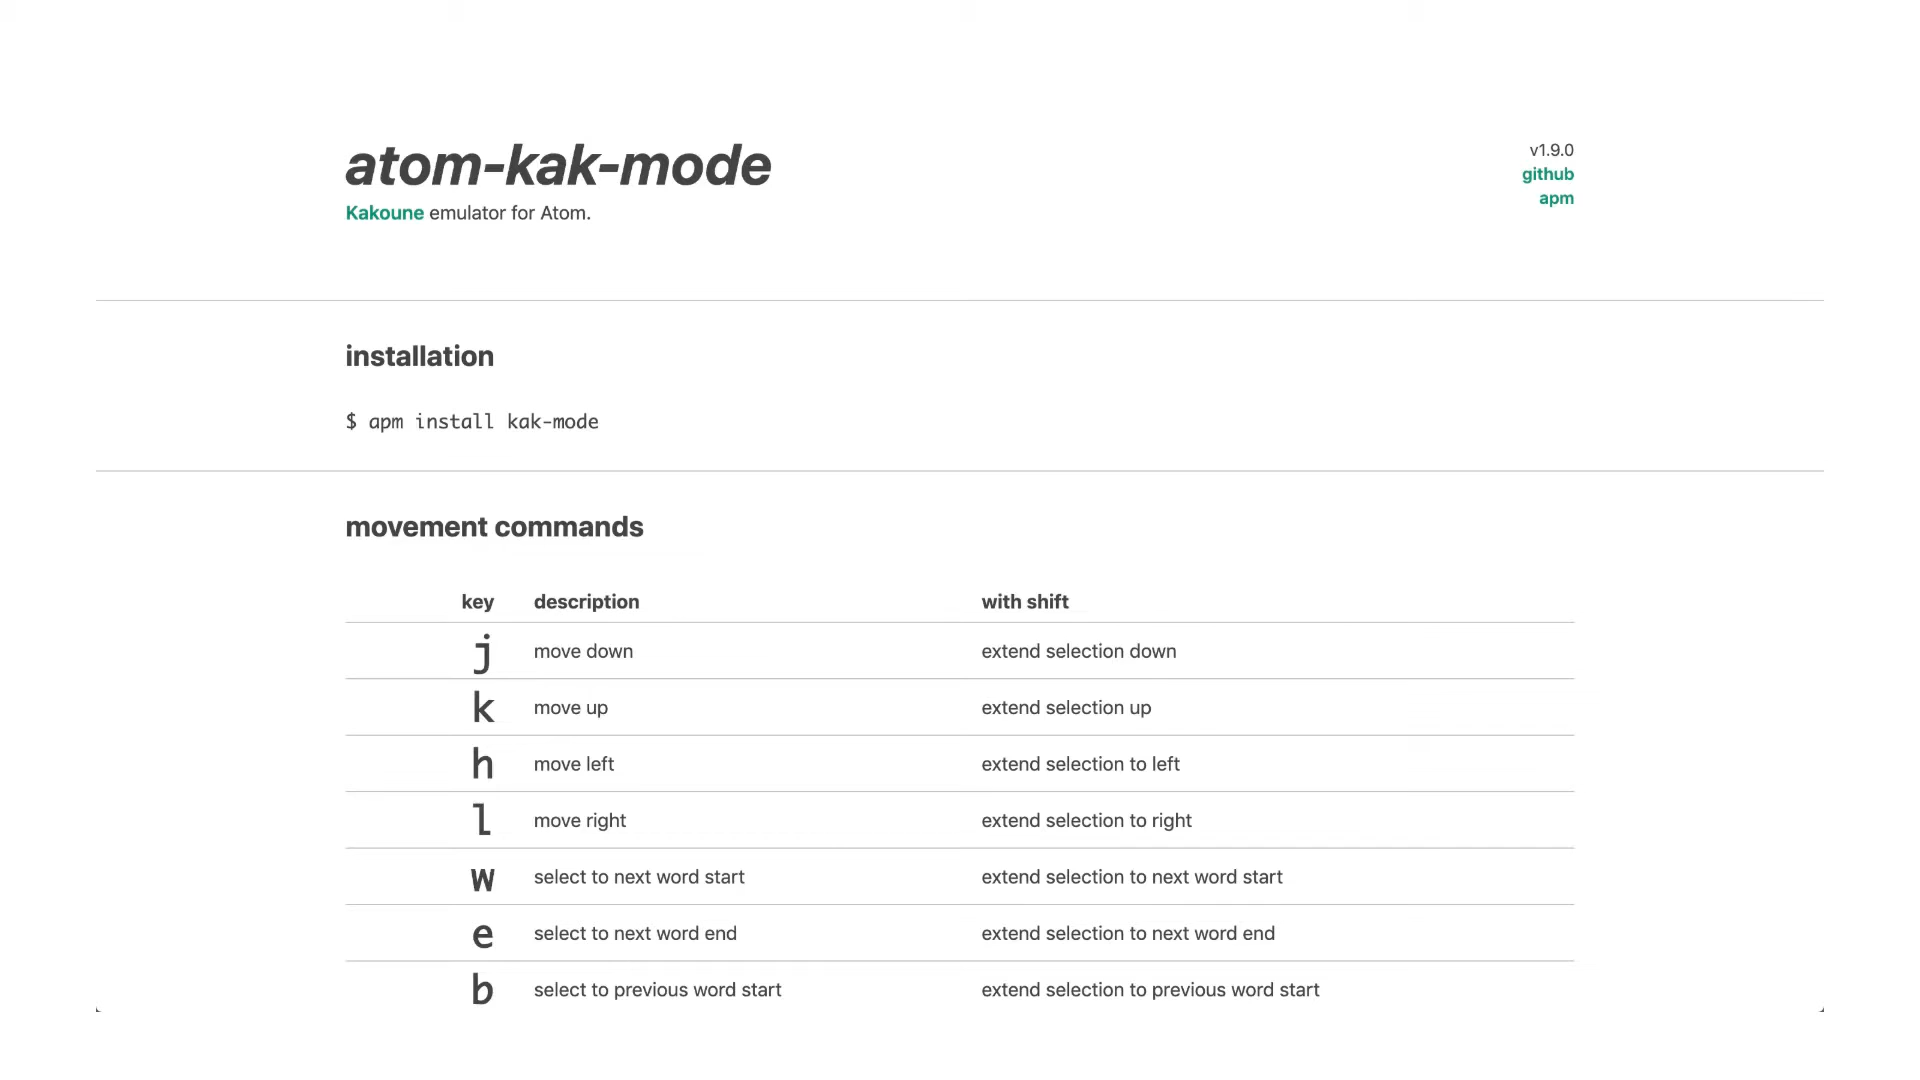 atom-kak-mode
Kakoune emulator for Atom.
v1.9.0
github
apm
installation
$ apm install kak-mode
movement commands
key description with shift
j move down extend selection down
k move up extend selection up
h move left extend selection to left
l move right extend selection to right
w select to next word start extend selection to next word start
e select to next word end extend selection to next word end
b select to previous word start extend selection to previous word start